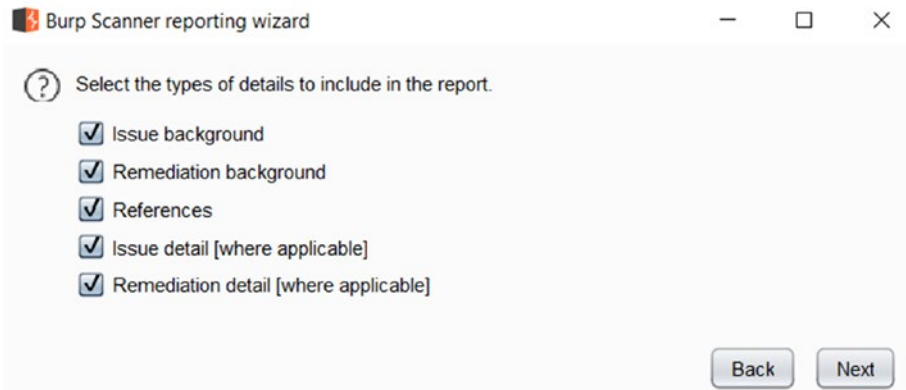 Burp Scanner reporting wizard
Select the types of details to include in the report.
Issue background
Remediation background
References
Issue detail [where applicable]
Remediation detail [where applicable]
Back Next